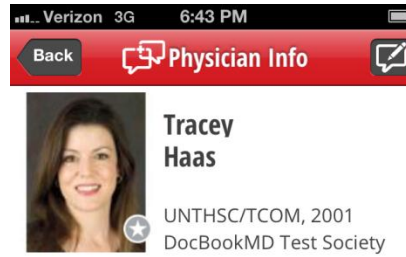 Verizon 3G 6:43 PM
Back Physician Info
Tracey
Haas
UNTHSC/TCOM, 2001
DocBookMD Test Society